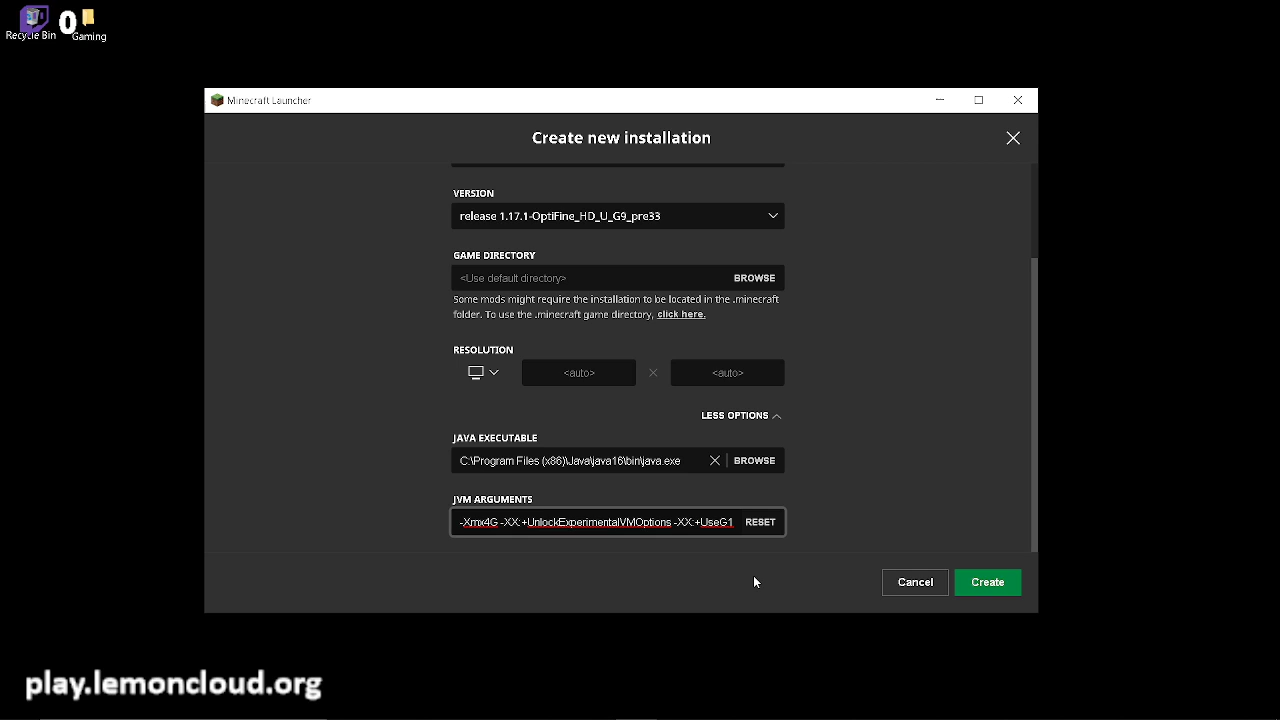 Recycle Bin
0
Gaming
Minecraft Launcher
Create new installation
VERSION
release 1.17.1-OptiFine_HD_U_G9_pre33
GAME DIRECTORY
<Use default directory>
BROWSE
Some mods might require the installation to be located in the .minecraft
folder. To use the .minecraft game directory, click here.
RESOLUTION
<auto>
<auto>
LESS OPTIONS
JAVA EXECUTABLE
C:\Program Files (x86)\Java\java16\bin\java.exe
BROWSE
JVM ARGUMENTS
-Xmx4G -XX:+UnlockExperimentalVMOptions -XX:+UseG1
RESET
Cancel
Create
play.lemoncloud.org